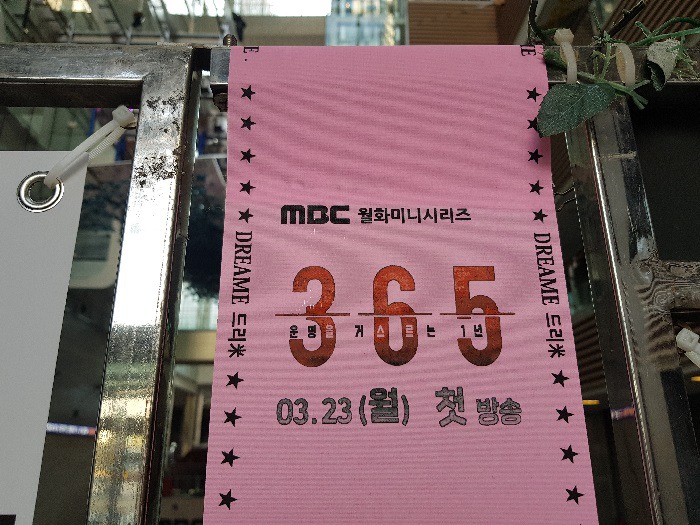 E.
E
MBC 월화미니시리즈
365
운명을 거스르는 1년
03.23(월) 첫 방송
DREAME 드리米
DREAME 드리米